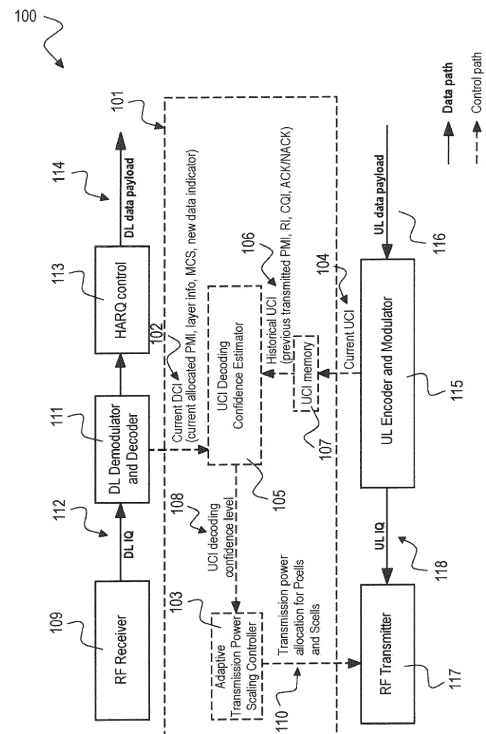 100
109
RF Receiver
112
DL IQ
111
DL Demodulator
and Decoder
113
HARQ control
114
DL data payload
101
102
Current DCI
(current allocated PMI, layer info, MCS, new data indicator)
103
Adaptive
Transmission Power
Scaling Controller
108
UCI decoding
confidence level
UCI Decoding
Confidence Estimator
105
106
Historical UCI
(previous transmitted PMI, RI, CQI, ACK/NACK)
UCI memory
107
104
Current UCI
Transmission power
allocation for Pcells
and Scells
110
RF Transmitter
117
UL IQ
118
UL Encoder and Modulator
115
UL data payload
116
Data path
Control path